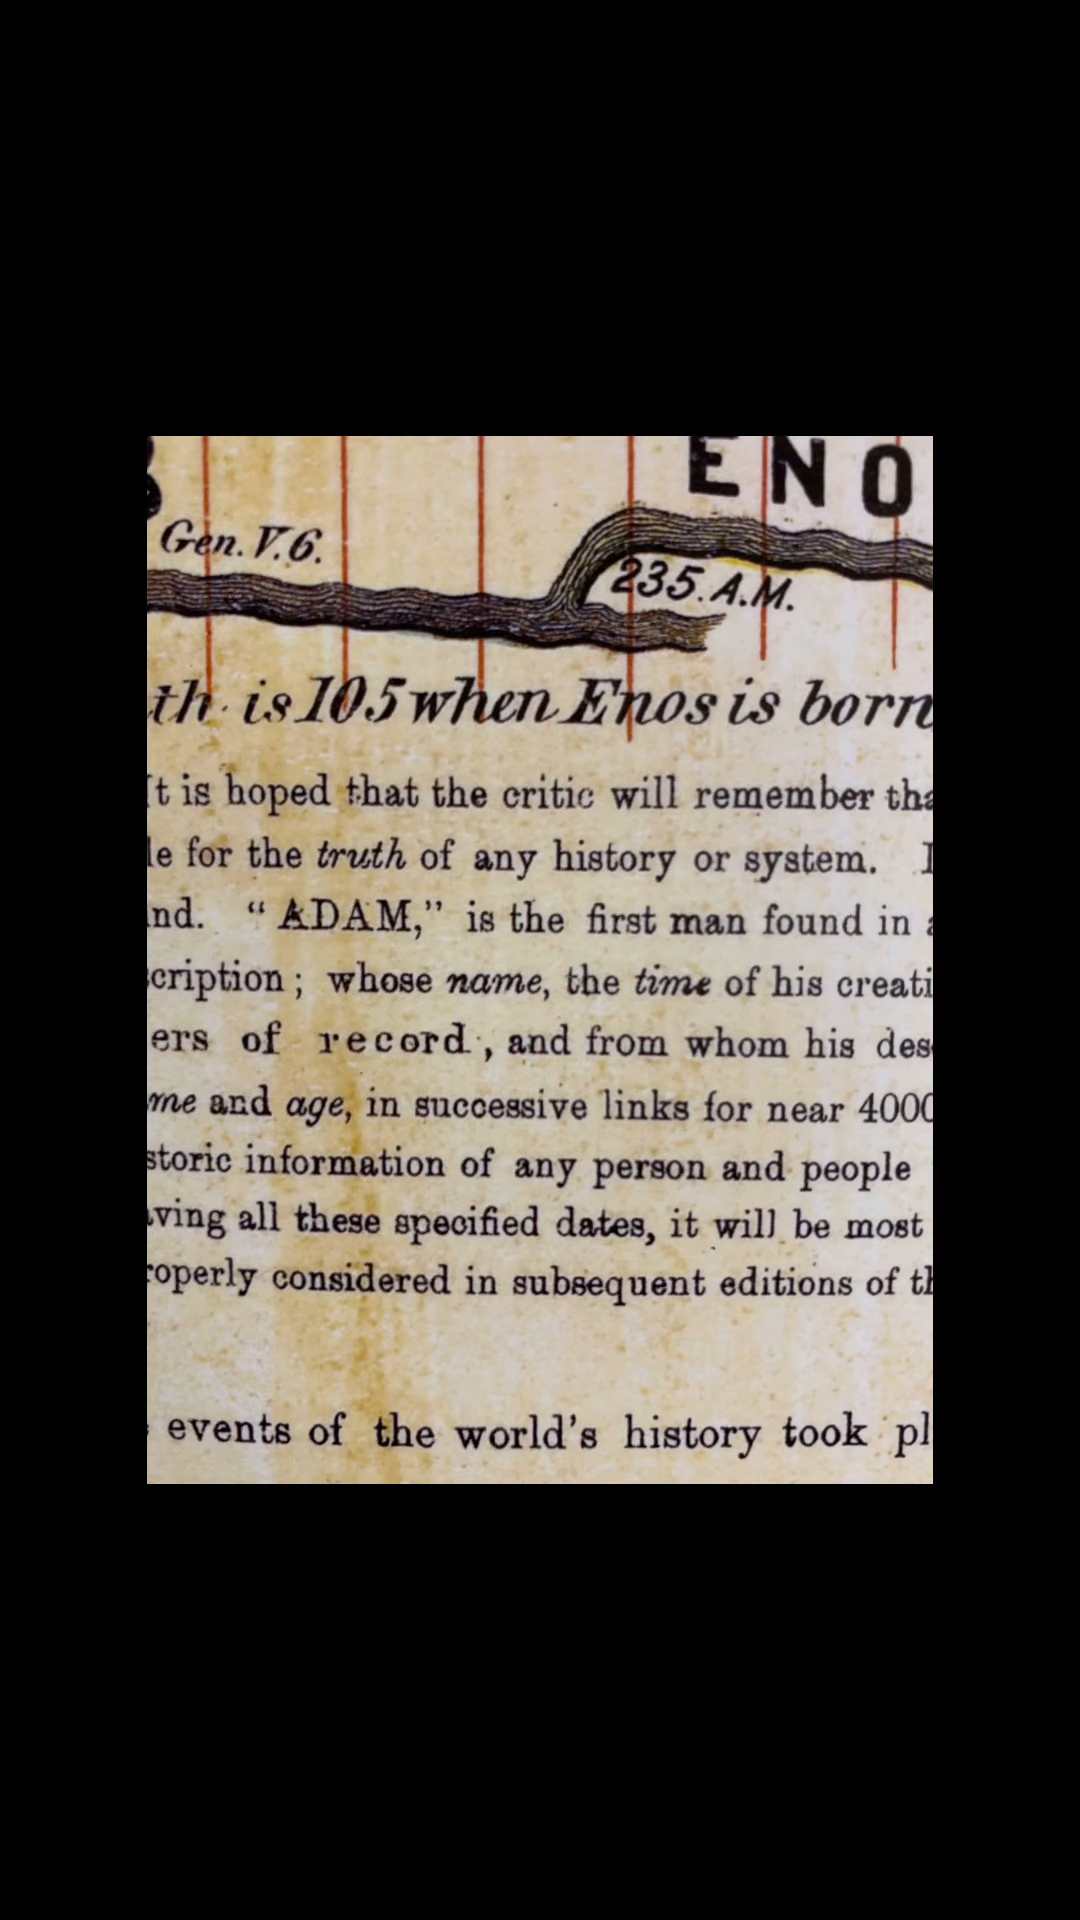 ENO
Gen. V. 6.
235. A.M.
th is 105 when Enos is born
t is hoped that the critic will remember tha
le for the truth of any history or system.
nd. “ADAM,” is the first man found in
cription; whose name, the time of his creati
ers of record, and from whom his des
me and age, in successive links for near 4000
storic information of any person and people
ving all these specified dates, it will be most
roperly considered in subsequent editions of th
events of the world's history took pl